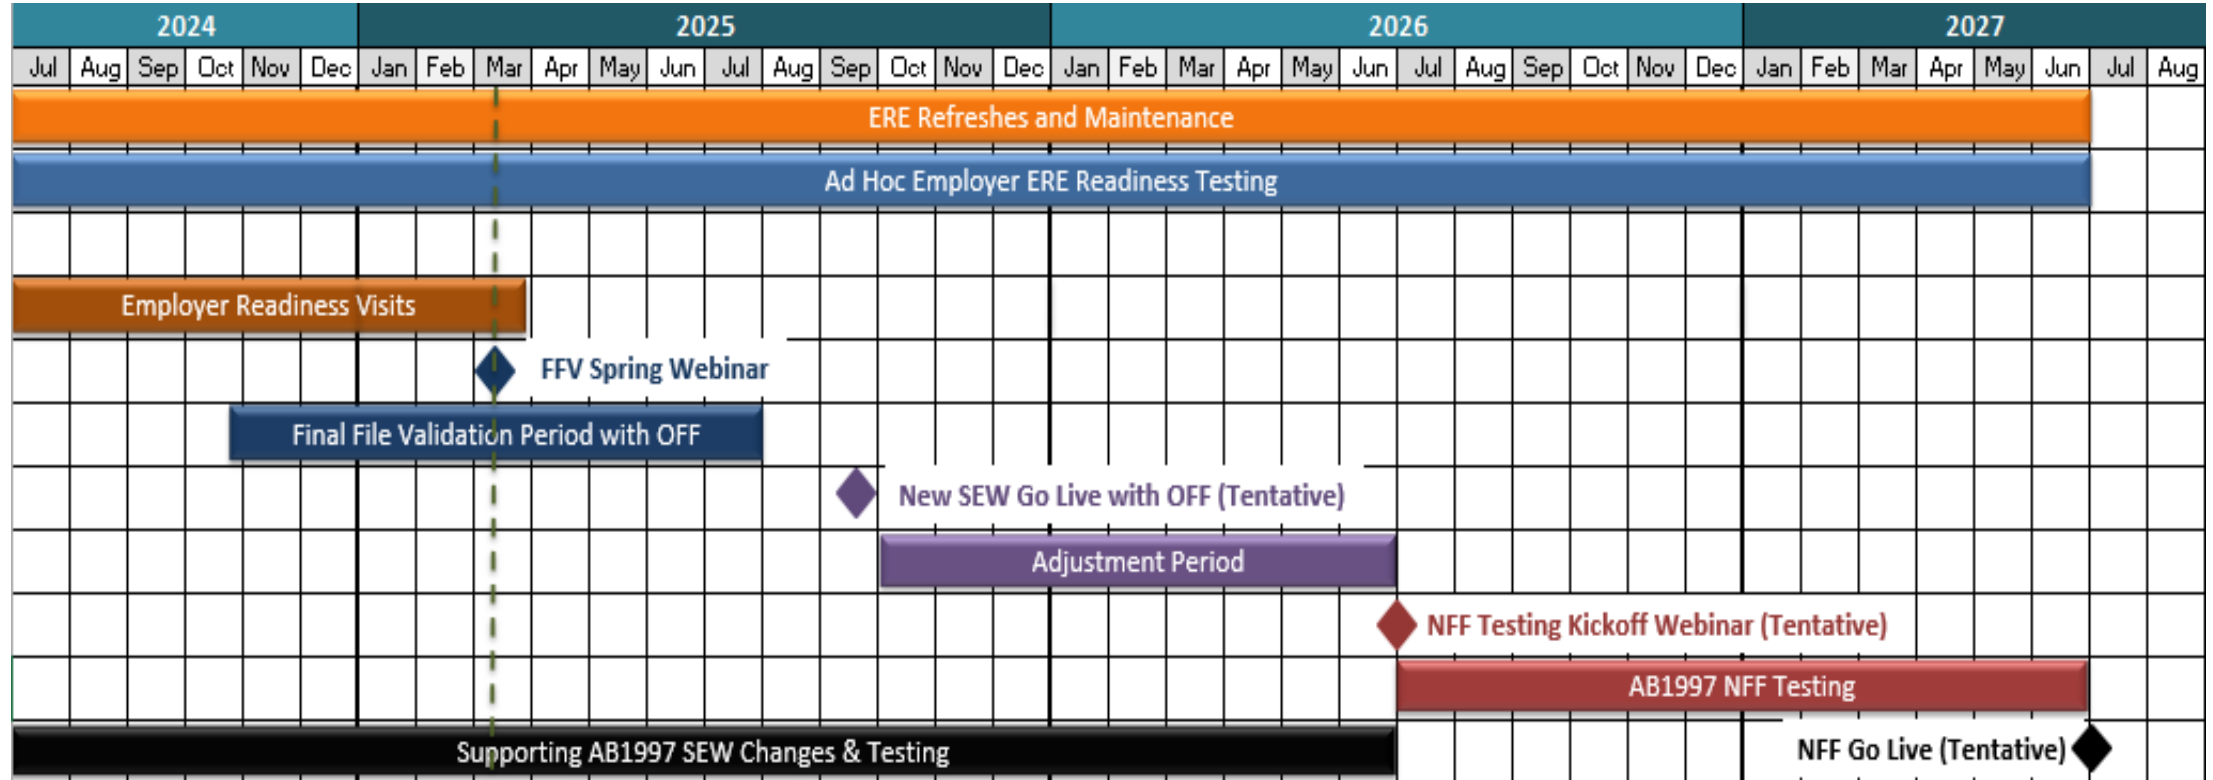 2024 2025 2026 2027
Jul Aug Sep Oct Nov Dec Jan Feb Mar Apr May Jun Jul Aug Sep Oct Nov Dec Jan Feb Mar Apr May Jun Jul Aug Sep Oct Nov Dec Jan Feb Mar Apr May Jun Jul Aug
ERE Refreshes and Maintenance
Ad Hoc Employer ERE Readiness Testing
Employer Readiness Visits
FFV Spring Webinar
Final File Validation Period with OFF
New SEW Go Live with OFF (Tentative)
Adjustment Period
NFF Testing Kickoff Webinar (Tentative)
AB1997 NFF Testing
Supporting AB1997 SEW Changes & Testing
NFF Go Live (Tentative)